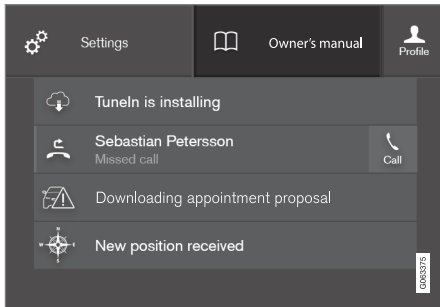 Settings
Owner's manual
Profile
TuneIn is installing
Sebastian Petersson
Missed call
Call
Downloading appointment proposal
New position received
G063375